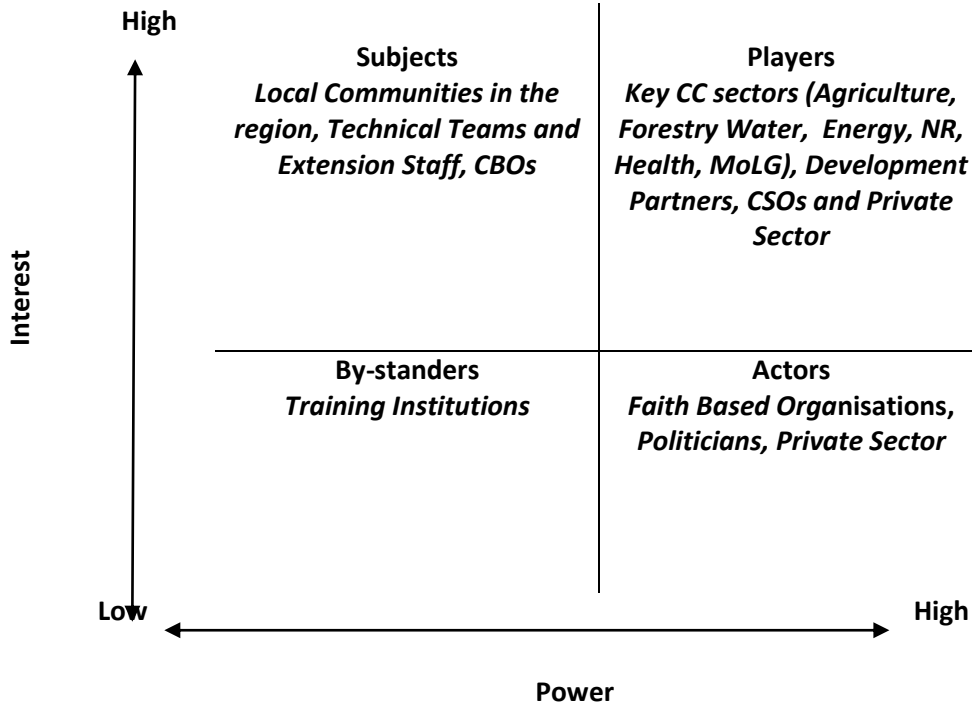 High
Subjects
Local Communities in the
region, Technical Teams and
Extension Staff, CBOs
Players
Key CC sectors (Agriculture,
Forestry Water, Energy, NR,
Health, MoLG), Development
Partners, CSOs and Private
Sector
Interest
By-standers
Training Institutions
Actors
Faith Based Organisations,
Politicians, Private Sector
Low
High
Power